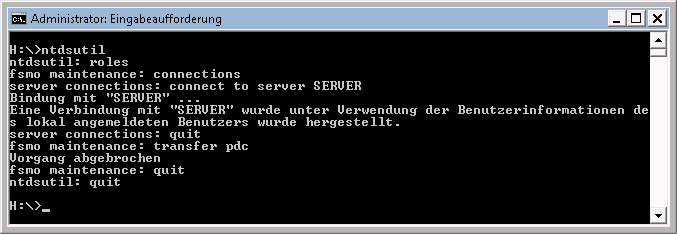 Administrator: Eingabeaufforderung
H:\>ntdsutil
ntdsutil: roles
fsmo maintenance: connections
server connections: connect to server SERVER
Bindung mit "SERVER" ...
Eine Verbindung mit "SERVER" wurde unter Verwendung der Benutzerinformationen de
s lokal angemeldeten Benutzers wurde hergestellt.
server connections: quit
fsmo maintenance: transfer pdc
Vorgang abgebrochen
fsmo maintenance: quit
ntdsutil: quit
H:\>_